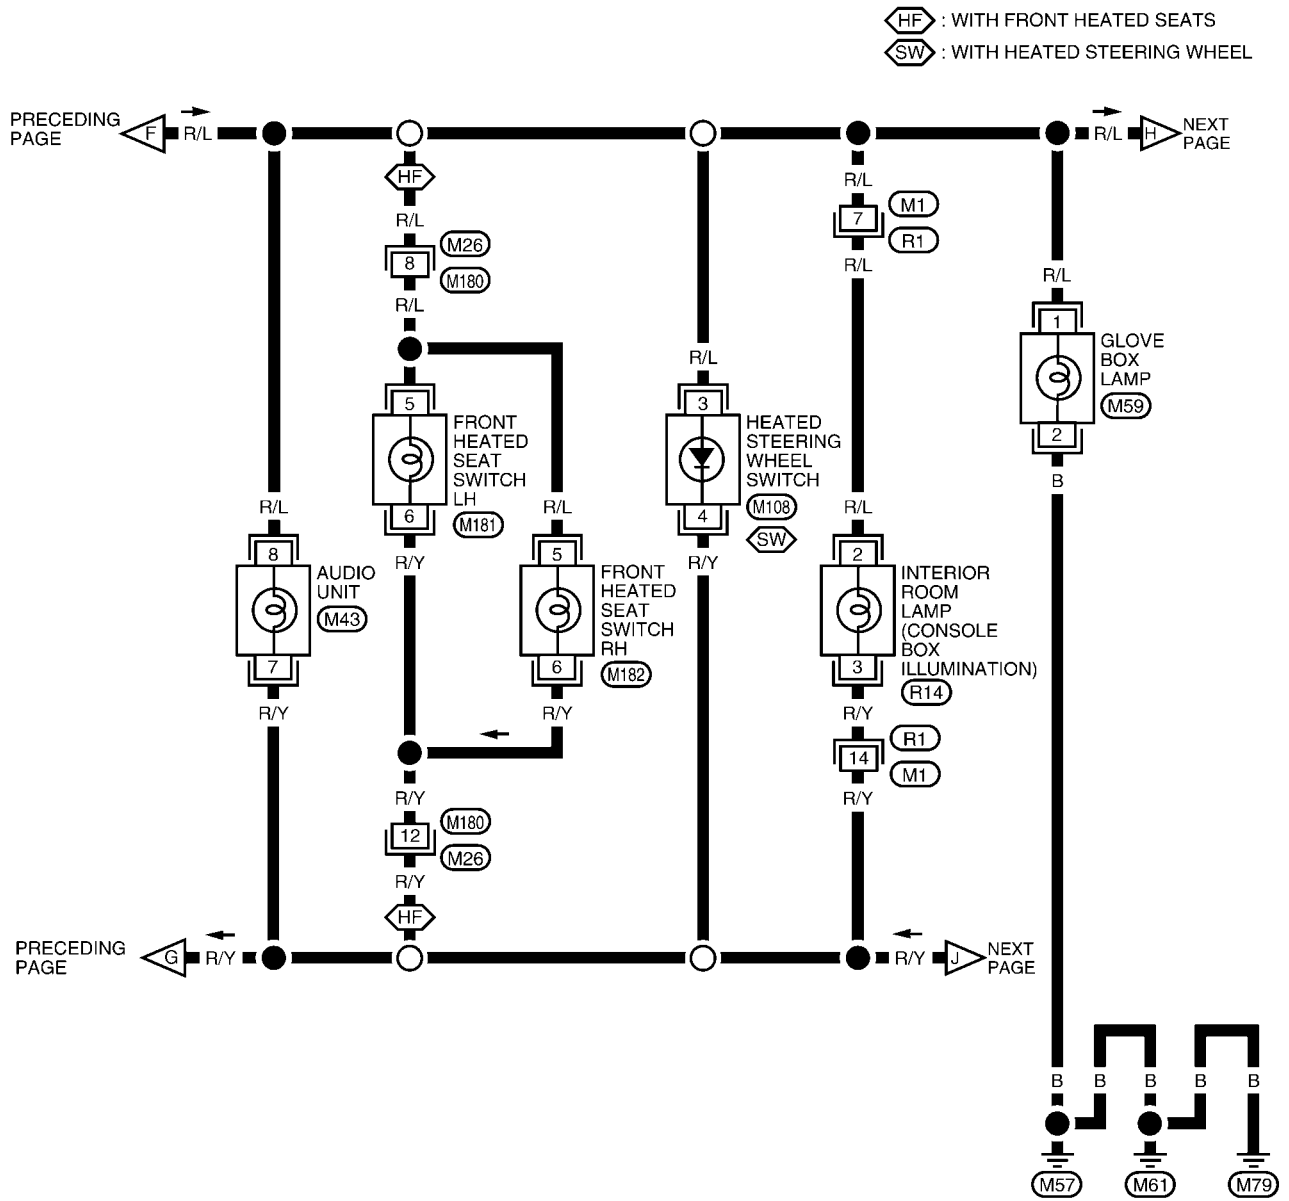 HF : WITH FRONT HEATED SEATS
SW : WITH HEATED STEERING WHEEL
PRECEDING
PAGE
F
R/L
R/L
H
NEXT
PAGE
HF
R/L
8
M26
M180
R/L
R/L
7
M1
R1
R/L
R/L
1
GLOVE
BOX
LAMP
M59
2
B
R/L
5
FRONT
HEATED
SEAT
SWITCH
LH
M181
6
R/Y
R/L
3
HEATED
STEERING
WHEEL
SWITCH
M108
SW
4
R/Y
R/L
8
AUDIO
UNIT
M43
7
R/Y
R/L
5
FRONT
HEATED
SEAT
SWITCH
RH
M182
6
R/Y
R/L
2
INTERIOR
ROOM
LAMP
(CONSOLE
BOX
ILLUMINATION)
R14
3
R/Y
R1
14
M1
R/Y
R/Y
M180
12
M26
R/Y
HF
PRECEDING
PAGE
G
R/Y
R/Y
J
NEXT
PAGE
B
B
B
B
B
M57
M61
M79